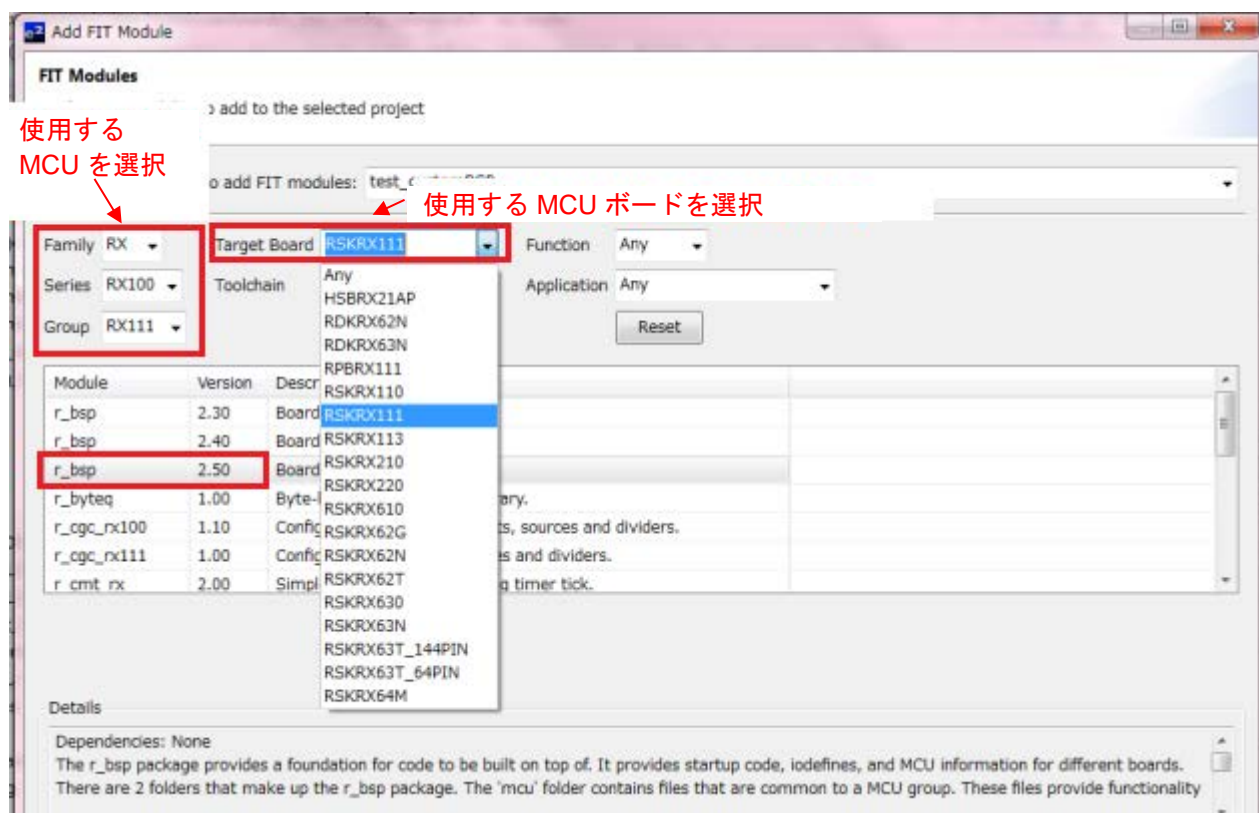 Add FIT Module
FIT Modules
add to the selected project
使用する
MCU を選択
to add FIT modules:
使用する MCU ボードを選択
Family RX
Target Board RSKRX111
Function Any
Series RX100
Toolchain
Application Any
Group RX111
Reset
Any
HSBRX21AP
RDKRX62N
RDKRX63N
RPBRX111
RSKRX110
RSKRX111
RSKRX113
RSKRX210
RSKRX220
RSKRX610
RSKRX62G
RSKRX62N
RSKRX62T
RSKRX630
RSKRX63N
RSKRX63T_144PIN
RSKRX63T_64PIN
RSKRX64M
Module Version Descr
r_bsp 2.30 Board
r_bsp 2.40 Board
r_bsp 2.50 Board
r_byteq 1.00 Byte-
r_cgc_rx100 1.10 Config , sources and dividers.
r_cgc_rx111 1.00 Config and dividers.
r_cmt_rx 2.00 Simpl timer tick.
Details
Dependencies: None
The r_bsp package provides a foundation for code to be built on top of. It provides startup code, iodefines, and MCU information for different boards.
There are 2 folders that make up the r_bsp package. The 'mcu' folder contains files that are common to a MCU group. These files provide functionality